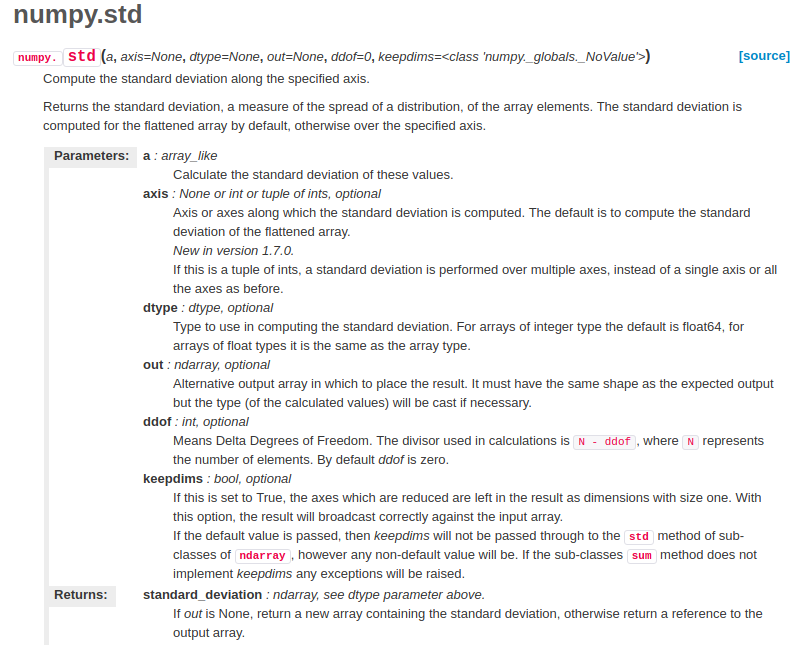 numpy.std
numpy.std(a, axis=None, dtype=None, out=None, ddof=0, keepdims=<class 'numpy._globals._NoValue'>) [source]
Compute the standard deviation along the specified axis.
Returns the standard deviation, a measure of the spread of a distribution, of the array elements. The standard deviation is
computed for the flattened array by default, otherwise over the specified axis.
Parameters: a : array_like
Calculate the standard deviation of these values.
axis : None or int or tuple of ints, optional
Axis or axes along which the standard deviation is computed. The default is to compute the standard
deviation of the flattened array.
New in version 1.7.0.
If this is a tuple of ints, a standard deviation is performed over multiple axes, instead of a single axis or all
the axes as before.
dtype : dtype, optional
Type to use in computing the standard deviation. For arrays of integer type the default is float64, for
arrays of float types it is the same as the array type.
out : ndarray, optional
Alternative output array in which to place the result. It must have the same shape as the expected output
but the type (of the calculated values) will be cast if necessary.
ddof : int, optional
Means Delta Degrees of Freedom. The divisor used in calculations is N - ddof, where N represents
the number of elements. By default ddof is zero.
keepdims : bool, optional
If this is set to True, the axes which are reduced are left in the result as dimensions with size one. With
this option, the result will broadcast correctly against the input array.
If the default value is passed, then keepdims will not be passed through to the std method of sub-
classes of ndarray, however any non-default value will be. If the sub-classes sum method does not
implement keepdims any exceptions will be raised.
Returns: standard_deviation : ndarray, see dtype parameter above.
If out is None, return a new array containing the standard deviation, otherwise return a reference to the
output array.